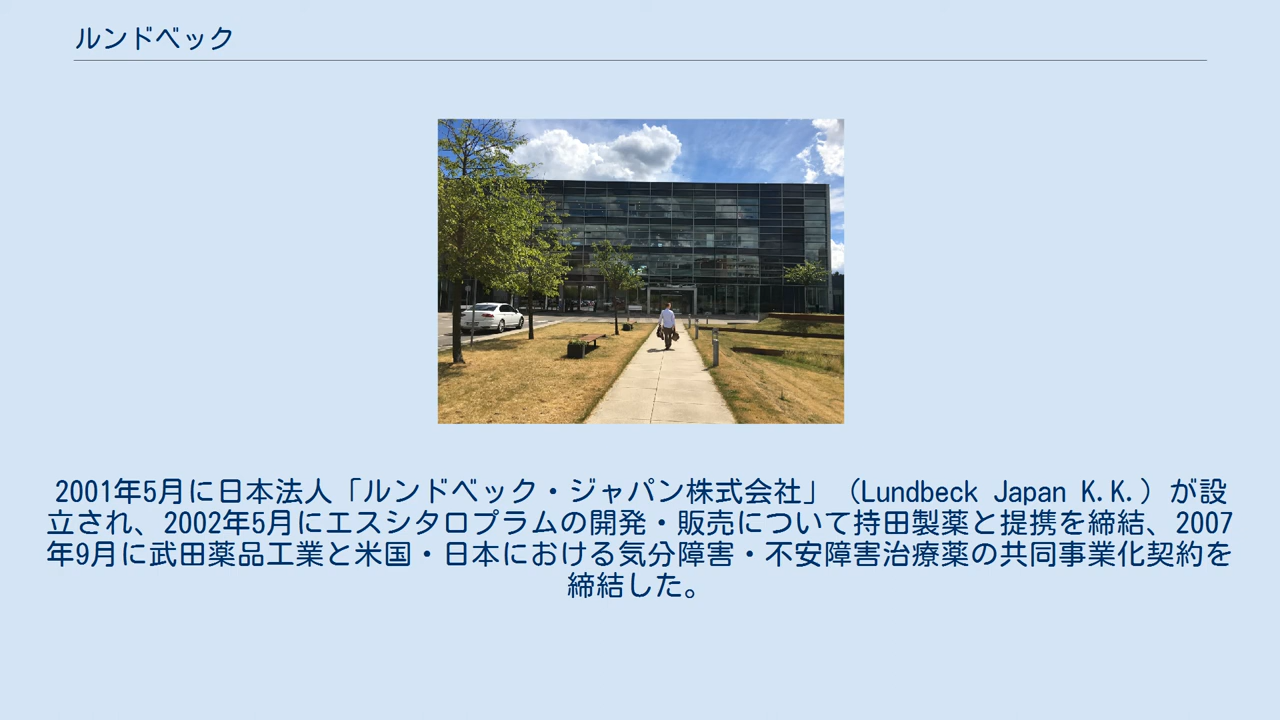 ルンドベック
2001年5月に日本法人「ルンドベック・ジャパン株式会社」（Lundbeck Japan K.K.）が設
立され、2002年5月にエスシタロプラムの開発・販売について持田製薬と提携を締結、2007
年9月に武田薬品工業と米国・日本における気分障害・不安障害治療薬の共同事業化契約を
締結した。